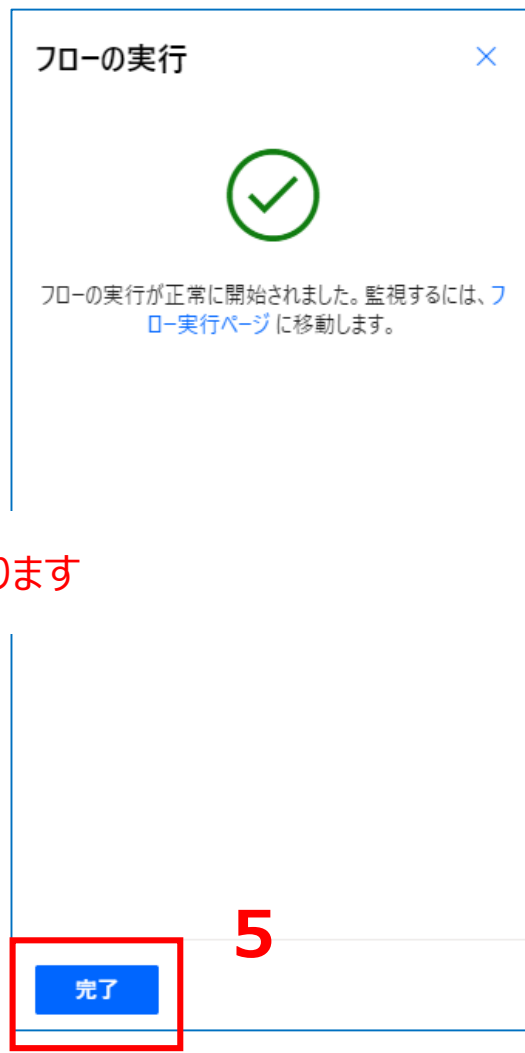 フローの実行
フローの実行が正常に開始されました。監視するには、フ
ロー実行ページ に移動します。
ります
5
完了